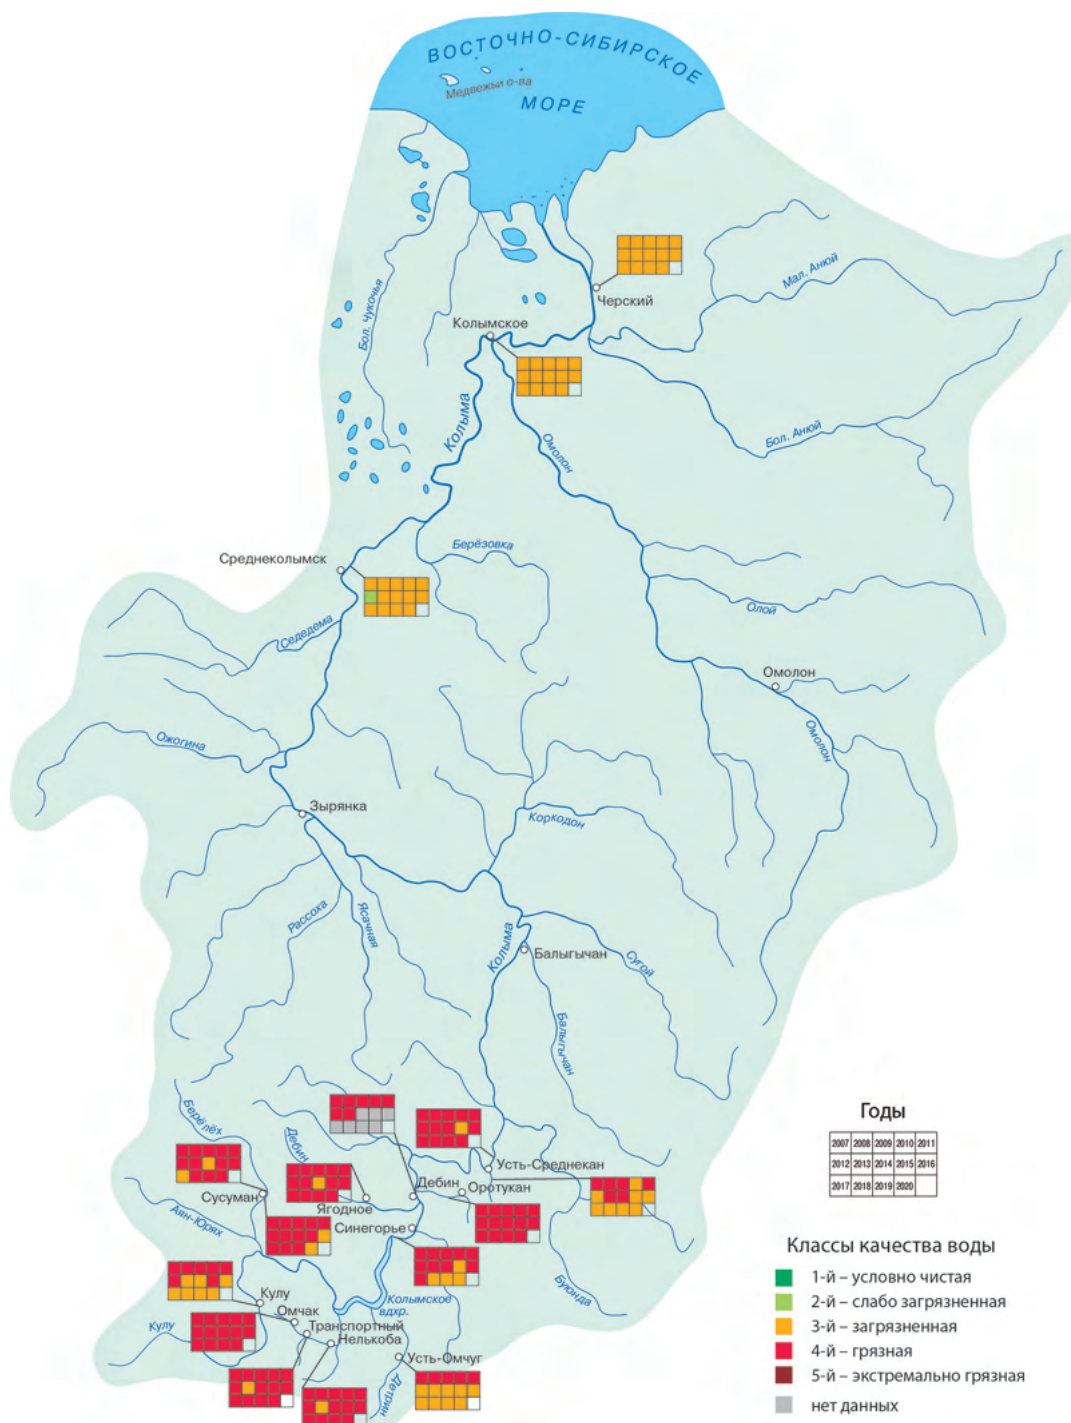 ВОСТОЧНО-СИБИРСКОЕ
МОРЕ
Медвежьи о-ва
Бол. Чукочья
Черский
Мал. Анюй
Колымское
Колыма
Омолон
Бол. Анюй
Берёзовка
Среднеколымск
Седедема
Олой
Омолон
Омолон
Ожогина
Зырянка
Коркодон
Рассоха
Ясачная
Колыма
Балыгычан
Сугой
Балыгычан
Берёлёх
Дебин
Усть-Среднекан
Дебин
Оротукан
Сусуман
Ягодное
Синегорье
Аян-Юрях
Буюнда
Кулу
Колымское
вдхр.
Омчак
Кулу
Транспортный
Нелькоба
Усть-Омчуг
Детрин
Годы
2007 2008 2009 2010 2011
2012 2013 2014 2015 2016
2017 2018 2019 2020
Классы качества воды
1-й – условно чистая
2-й – слабо загрязненная
3-й – загрязненная
4-й – грязная
5-й – экстремально грязная
нет данных